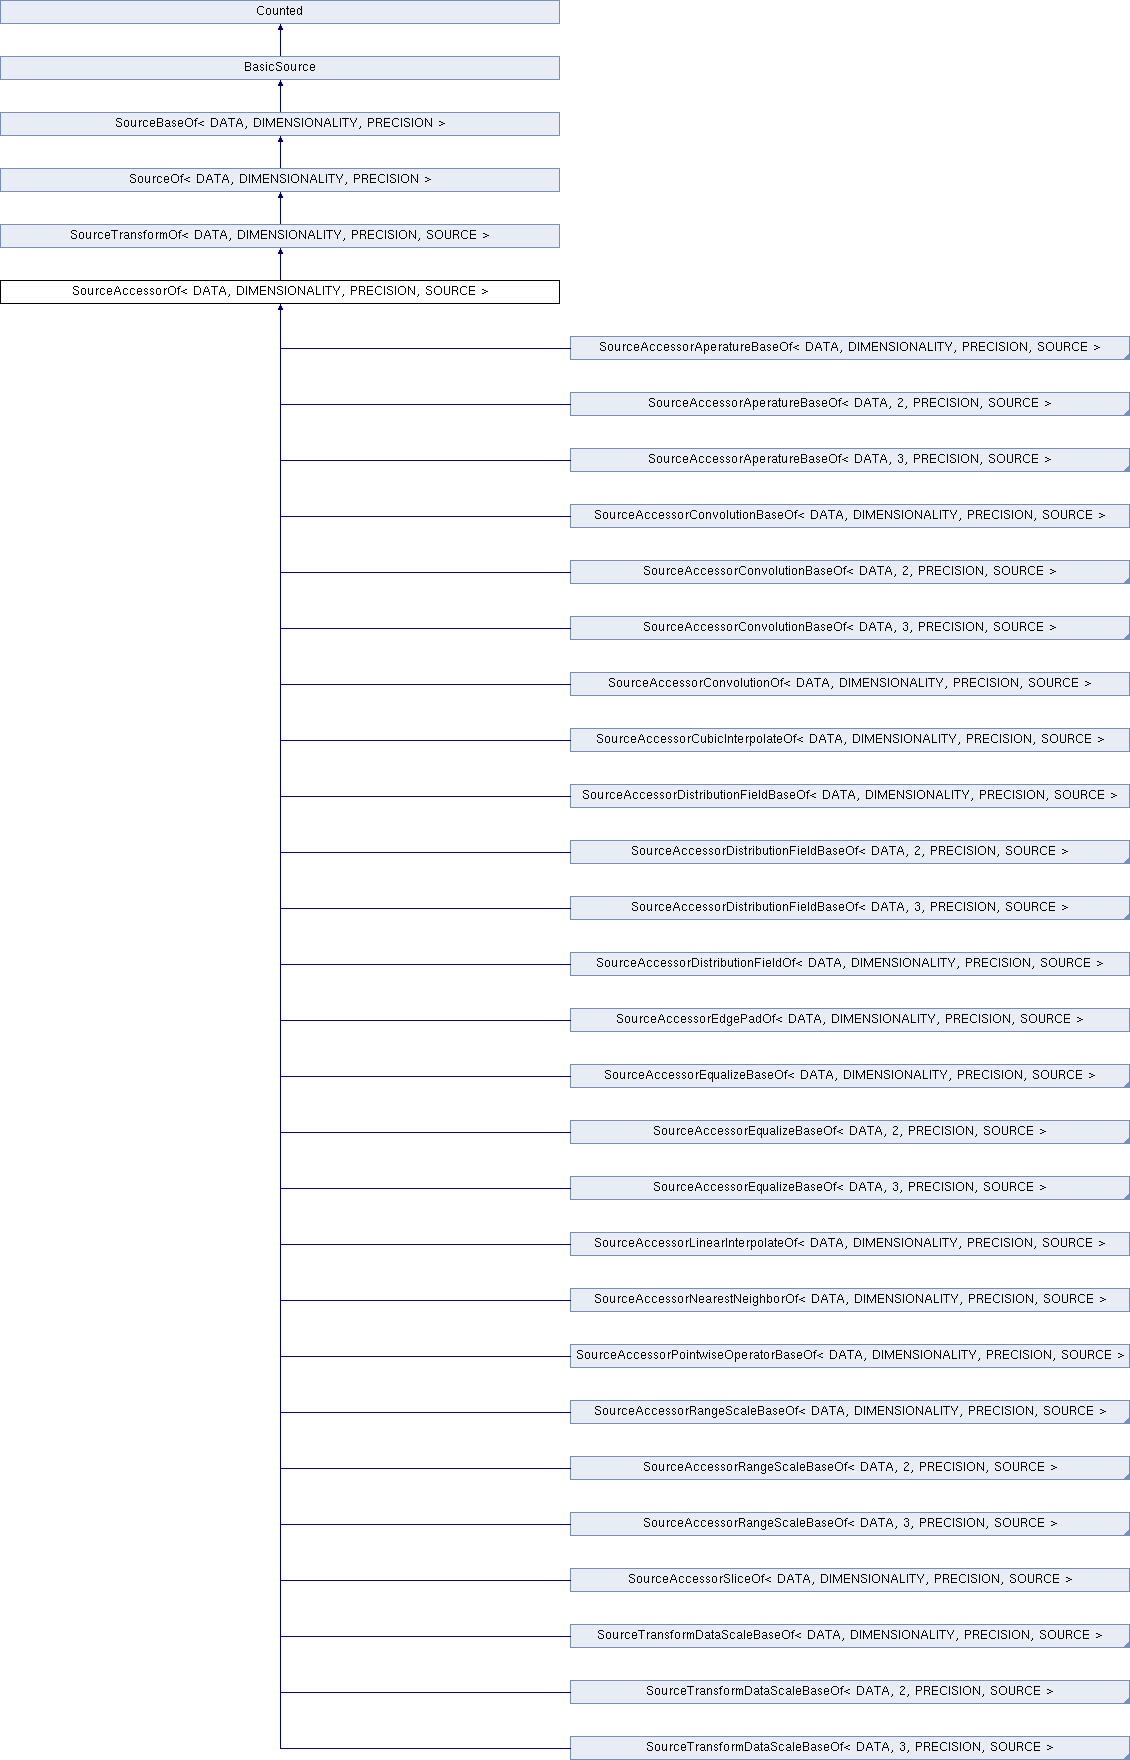 Counted
BasicSource
SourceBaseOf< DATA, DIMENSIONALITY, PRECISION >
SourceOf< DATA, DIMENSIONALITY, PRECISION >
SourceTransformOf< DATA, DIMENSIONALITY, PRECISION, SOURCE >
SourceAccessorOf< DATA, DIMENSIONALITY, PRECISION, SOURCE >
SourceAccessorAperatureBaseOf< DATA, DIMENSIONALITY, PRECISION, SOURCE >
SourceAccessorAperatureBaseOf< DATA, 2, PRECISION, SOURCE >
SourceAccessorAperatureBaseOf< DATA, 3, PRECISION, SOURCE >
SourceAccessorConvolutionBaseOf< DATA, DIMENSIONALITY, PRECISION, SOURCE >
SourceAccessorConvolutionBaseOf< DATA, 2, PRECISION, SOURCE >
SourceAccessorConvolutionBaseOf< DATA, 3, PRECISION, SOURCE >
SourceAccessorConvolutionOf< DATA, DIMENSIONALITY, PRECISION, SOURCE >
SourceAccessorCubicInterpolateOf< DATA, DIMENSIONALITY, PRECISION, SOURCE >
SourceAccessorDistributionFieldBaseOf< DATA, DIMENSIONALITY, PRECISION, SOURCE >
SourceAccessorDistributionFieldBaseOf< DATA, 2, PRECISION, SOURCE >
SourceAccessorDistributionFieldBaseOf< DATA, 3, PRECISION, SOURCE >
SourceAccessorDistributionFieldOf< DATA, DIMENSIONALITY, PRECISION, SOURCE >
SourceAccessorEdgePadOf< DATA, DIMENSIONALITY, PRECISION, SOURCE >
SourceAccessorEqualizeBaseOf< DATA, DIMENSIONALITY, PRECISION, SOURCE >
SourceAccessorEqualizeBaseOf< DATA, 2, PRECISION, SOURCE >
SourceAccessorEqualizeBaseOf< DATA, 3, PRECISION, SOURCE >
SourceAccessorLinearInterpolateOf< DATA, DIMENSIONALITY, PRECISION, SOURCE >
SourceAccessorNearestNeighborOf< DATA, DIMENSIONALITY, PRECISION, SOURCE >
SourceAccessorPointwiseOperatorBaseOf< DATA, DIMENSIONALITY, PRECISION, SOURCE >
SourceAccessorRangeScaleBaseOf< DATA, DIMENSIONALITY, PRECISION, SOURCE >
SourceAccessorRangeScaleBaseOf< DATA, 2, PRECISION, SOURCE >
SourceAccessorRangeScaleBaseOf< DATA, 3, PRECISION, SOURCE >
SourceAccessorSliceOf< DATA, DIMENSIONALITY, PRECISION, SOURCE >
SourceTransformDataScaleBaseOf< DATA, DIMENSIONALITY, PRECISION, SOURCE >
SourceTransformDataScaleBaseOf< DATA, 2, PRECISION, SOURCE >
SourceTransformDataScaleBaseOf< DATA, 3, PRECISION, SOURCE >